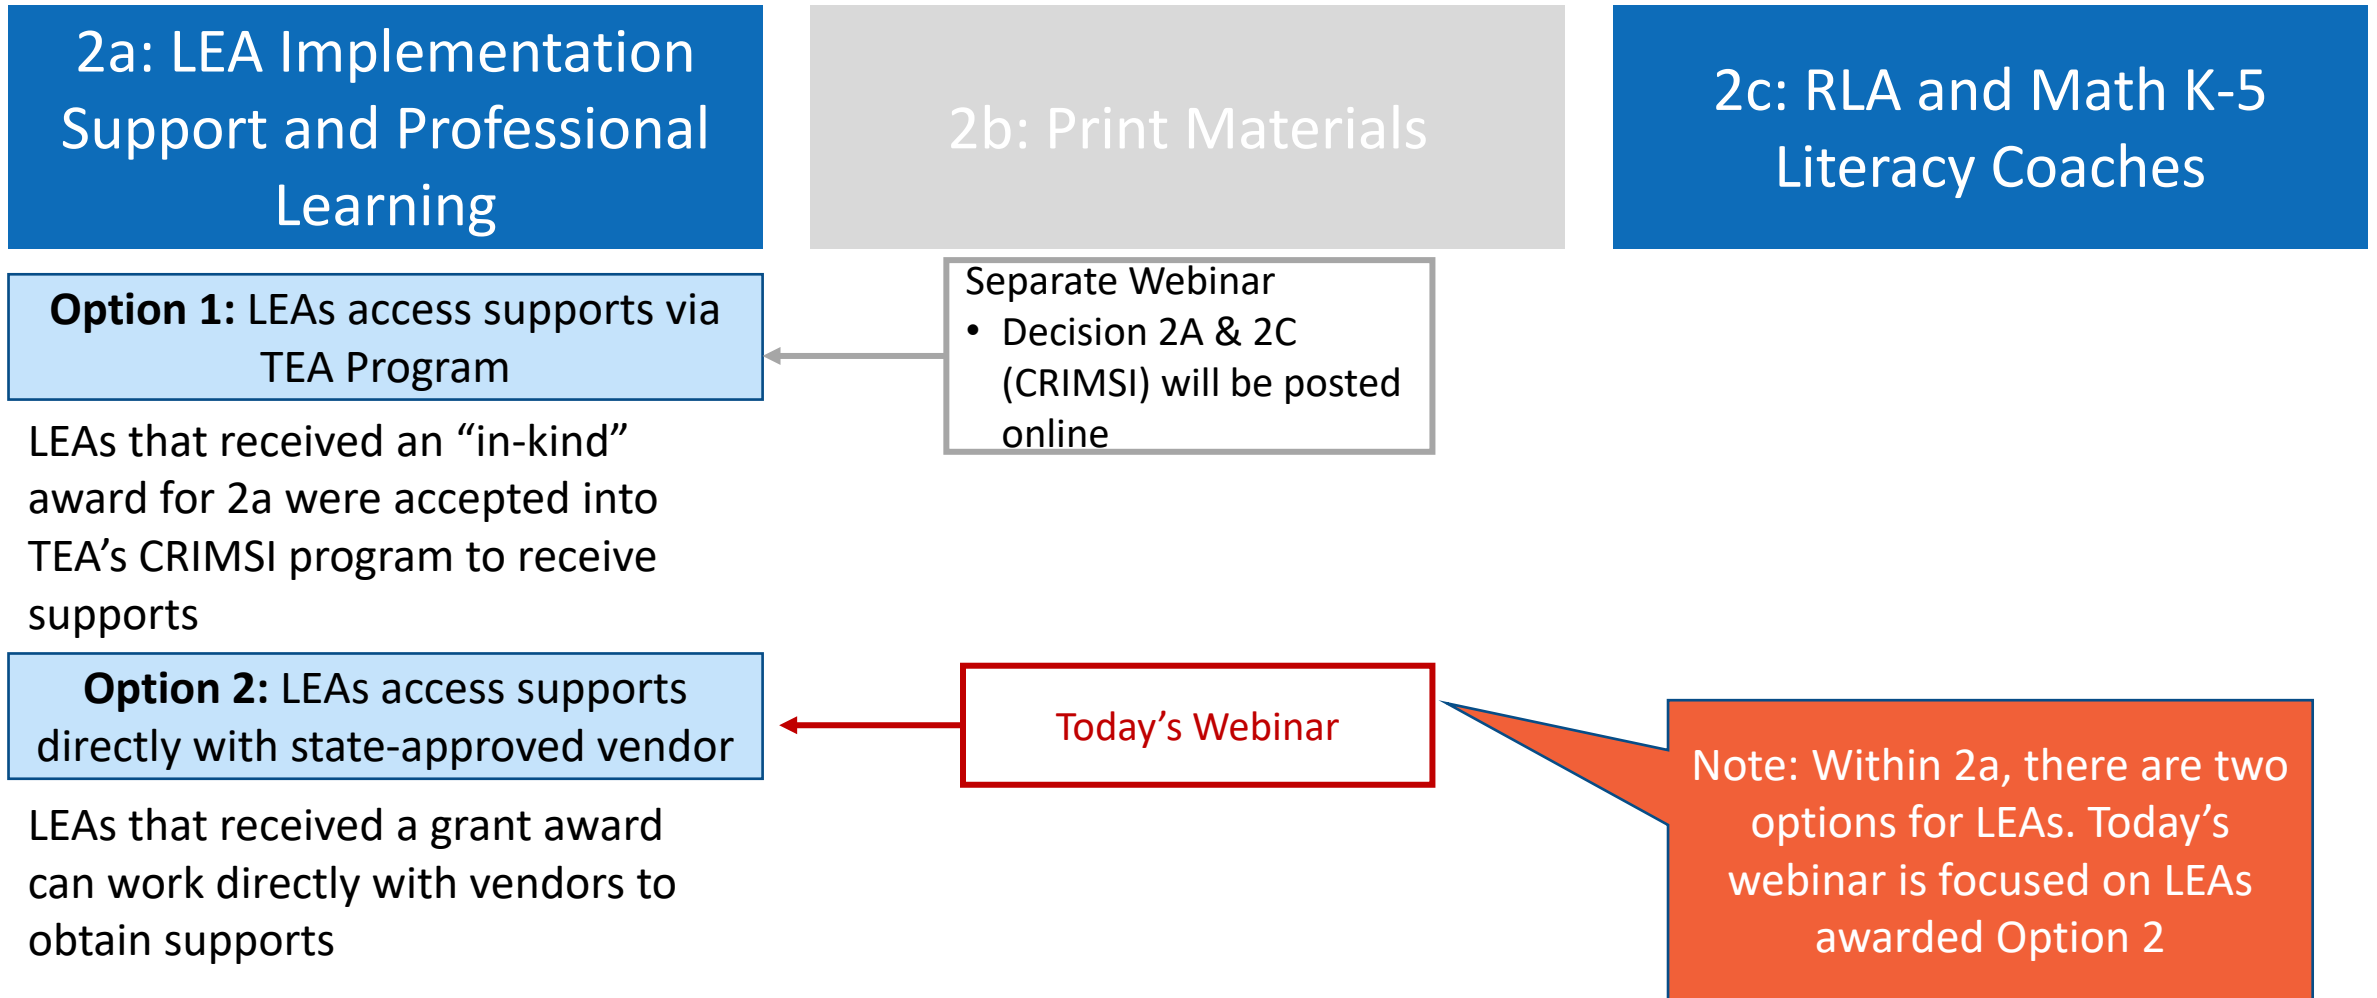 2a: LEA Implementation
Support and Professional
Learning
2b: Print Materials
2c: RLA and Math K-5
Literacy Coaches
Option 1: LEAs access supports via
TEA Program
Separate Webinar
• Decision 2A & 2C
(CRIMSI) will be posted
online
LEAs that received an “in-kind”
award for 2a were accepted into
TEA’s CRIMSI program to receive
supports
Option 2: LEAs access supports
directly with state-approved vendor
Today’s Webinar
Note: Within 2a, there are two
options for LEAs. Today’s
webinar is focused on LEAs
awarded Option 2
LEAs that received a grant award
can work directly with vendors to
obtain supports